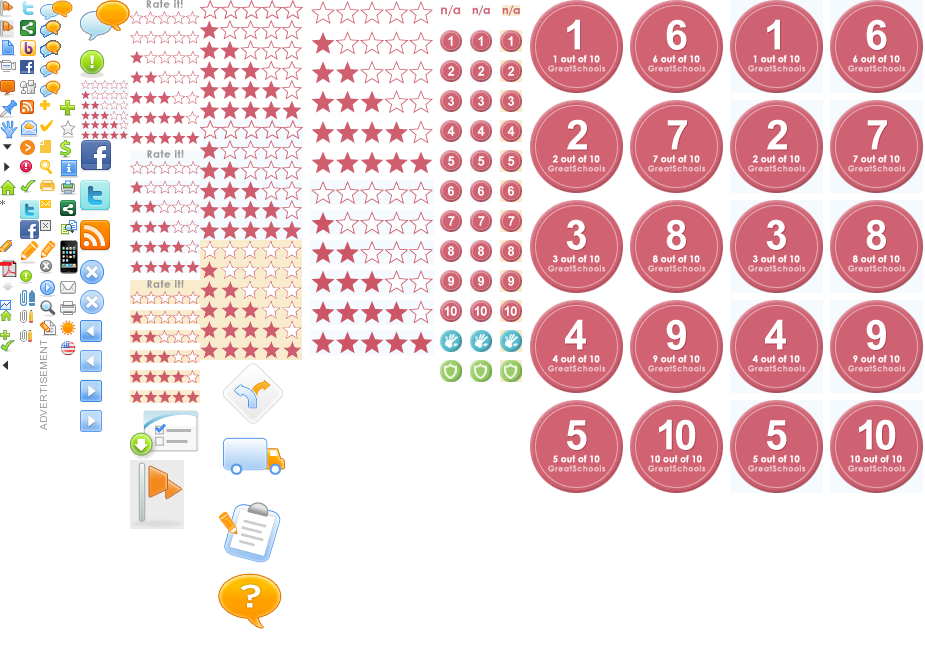 Rate it!
Rate it!
Rate it!
ADVERTISEMENT
n/a n/a n/a
1 1 1
2 2 2
3 3 3
4 4 4
5 5 5
6 6 6
7 7 7
8 8 8
9 9 9
10 10 10
1 6 1 6
1 out of 10 6 out of 10 1 out of 10 6 out of 10
GreatSchools GreatSchools GreatSchools GreatSchools
2 7 2 7
2 out of 10 7 out of 10 2 out of 10 7 out of 10
GreatSchools GreatSchools GreatSchools GreatSchools
3 8 3 8
3 out of 10 8 out of 10 3 out of 10 8 out of 10
GreatSchools GreatSchools GreatSchools GreatSchools
4 9 4 9
4 out of 10 9 out of 10 4 out of 10 9 out of 10
GreatSchools GreatSchools GreatSchools GreatSchools
5 10 5 10
5 out of 10 10 out of 10 5 out of 10 10 out of 10
GreatSchools GreatSchools GreatSchools GreatSchools